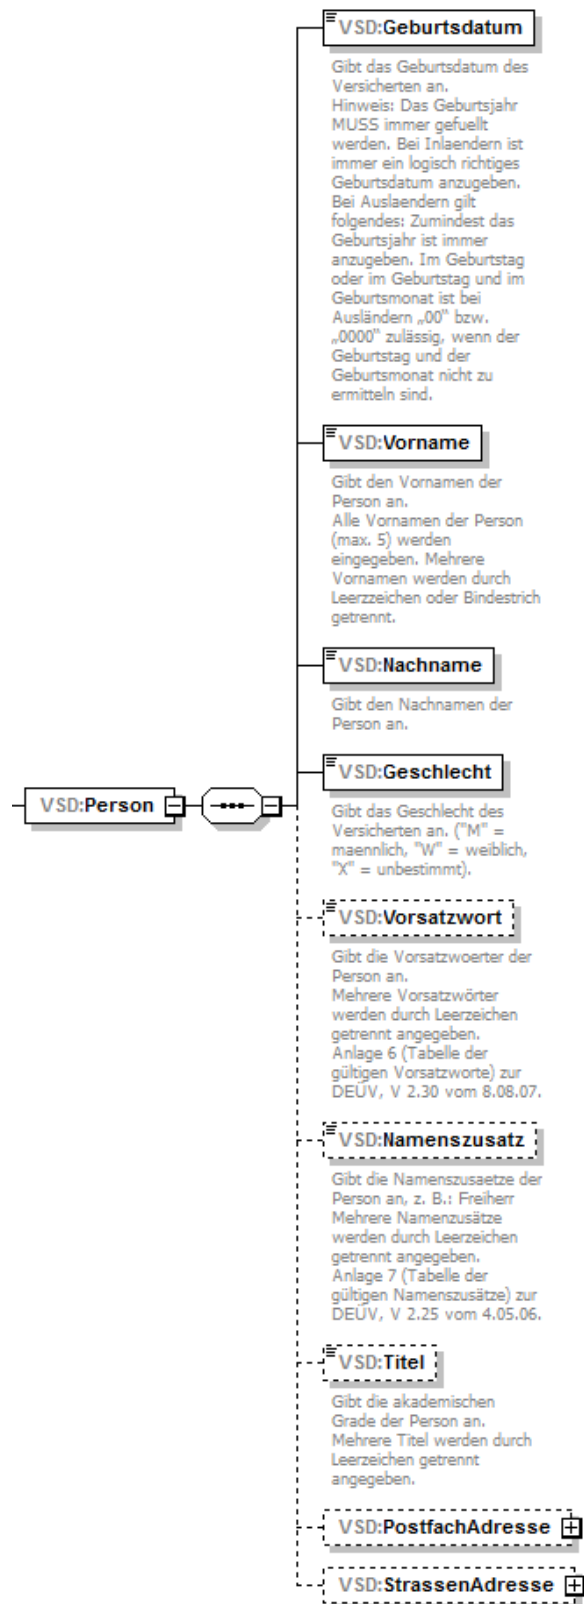 VSD:Geburtsdatum
Gibt das Geburtsdatum des
Versicherten an.
Hinweis: Das Geburtsjahr
MUSS immer gefuellt
werden. Bei Inlaendern ist
immer ein logisch richtiges
Geburtsdatum anzugeben.
Bei Auslaendern gilt
folgendes: Zumindest das
Geburtsjahr ist immer
anzugeben. Im Geburtstag
oder im Geburtstag und im
Geburtsmonat ist bei
Ausländern „00“ bzw.
„0000“ zulässig, wenn der
Geburtstag und der
Geburtsmonat nicht zu
ermitteln sind.
VSD:Vorname
Gibt den Vornamen der
Person an.
Alle Vornamen der Person
(max. 5) werden
eingegeben. Mehrere
Vornamen werden durch
Leerzzeichen oder Bindestrich
getrennt.
VSD:Nachname
Gibt den Nachnamen der
Person an.
VSD:Person
VSD:Geschlecht
Gibt das Geschlecht des
Versicherten an. ("M" =
maennlich, "W" = weiblich,
"X" = unbestimmt).
VSD:Vorsatzwort
Gibt die Vorsatzwoerter der
Person an.
Mehrere Vorsatzwörter
werden durch Leerzeichen
getrennt angegeben.
Anlage 6 (Tabelle der
gültigen Vorsatzworte) zur
DEÜV, V 2.30 vom 8.08.07.
VSD:Namenszusatz
Gibt die Namenszusaetze der
Person an, z. B.: Freiherr
Mehrere Namenzusätze
werden durch Leerzeichen
getrennt angegeben.
Anlage 7 (Tabelle der
gültigen Namenszusätze) zur
DEÜV, V 2.25 vom 4.05.06.
VSD:Titel
Gibt die akademischen
Grade der Person an.
Mehrere Titel werden durch
Leerzeichen getrennt
angegeben.
VSD:PostfachAdresse
VSD:StrassenAdresse